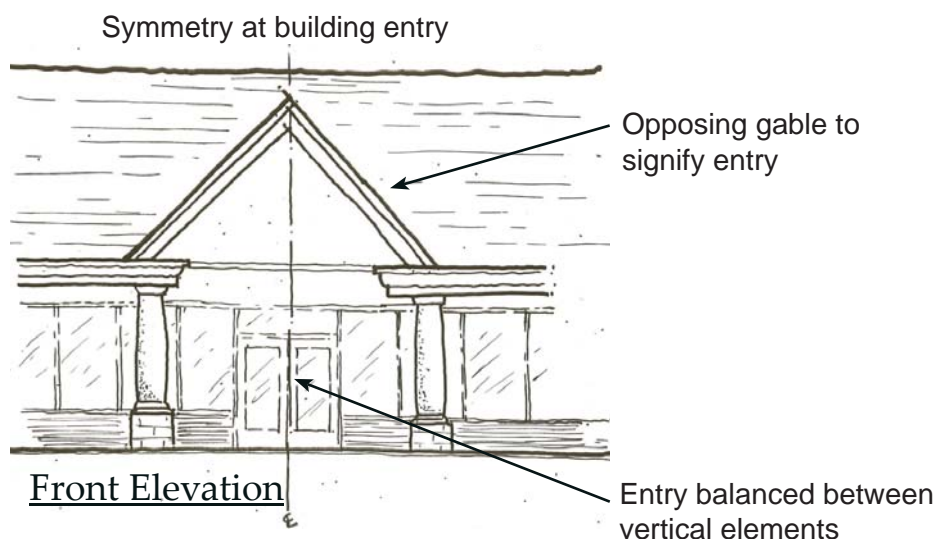 Symmetry at building entry
Opposing gable to
signify entry
Front Elevation
Entry balanced between
vertical elements